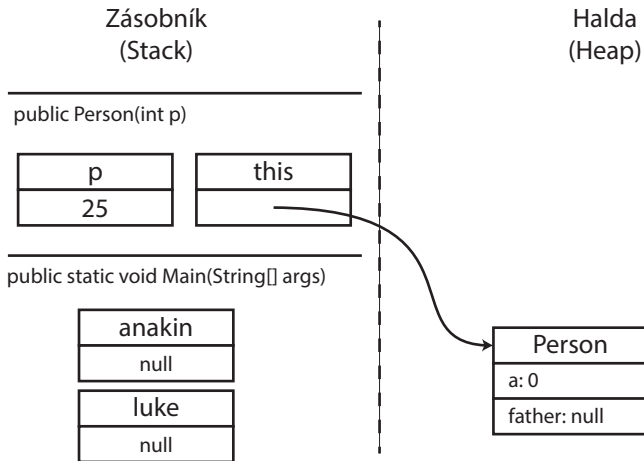 Zásobník
(Stack)
Halda
(Heap)
public Person(int p)
p
this
25
public static void Main(String[] args)
anakin
null
luke
null
Person
a: 0
father: null